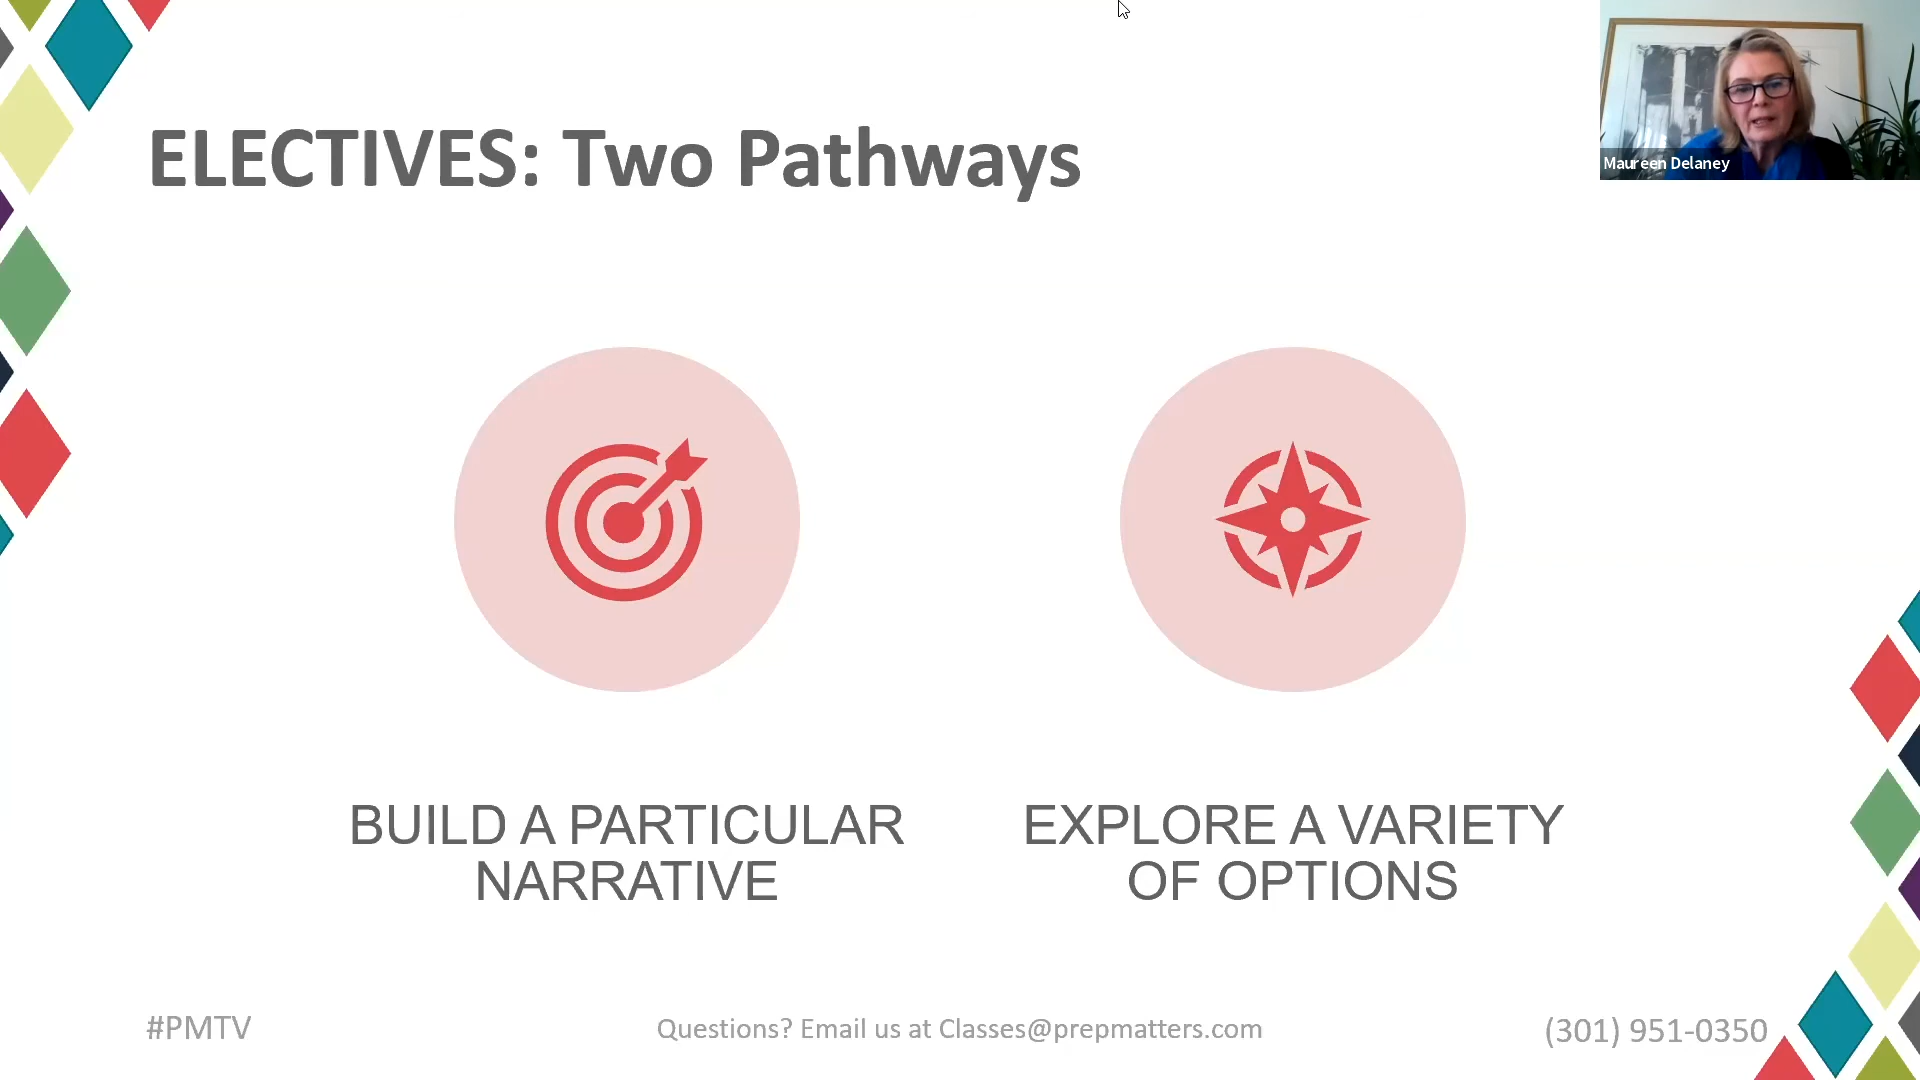 ELECTIVES: Two Pathways
Maureen Delaney
BUILD A PARTICULAR
NARRATIVE
EXPLORE A VARIETY
OF OPTIONS
#PMTV
Questions? Email us at Classes@prepmatters.com
(301) 951-0350